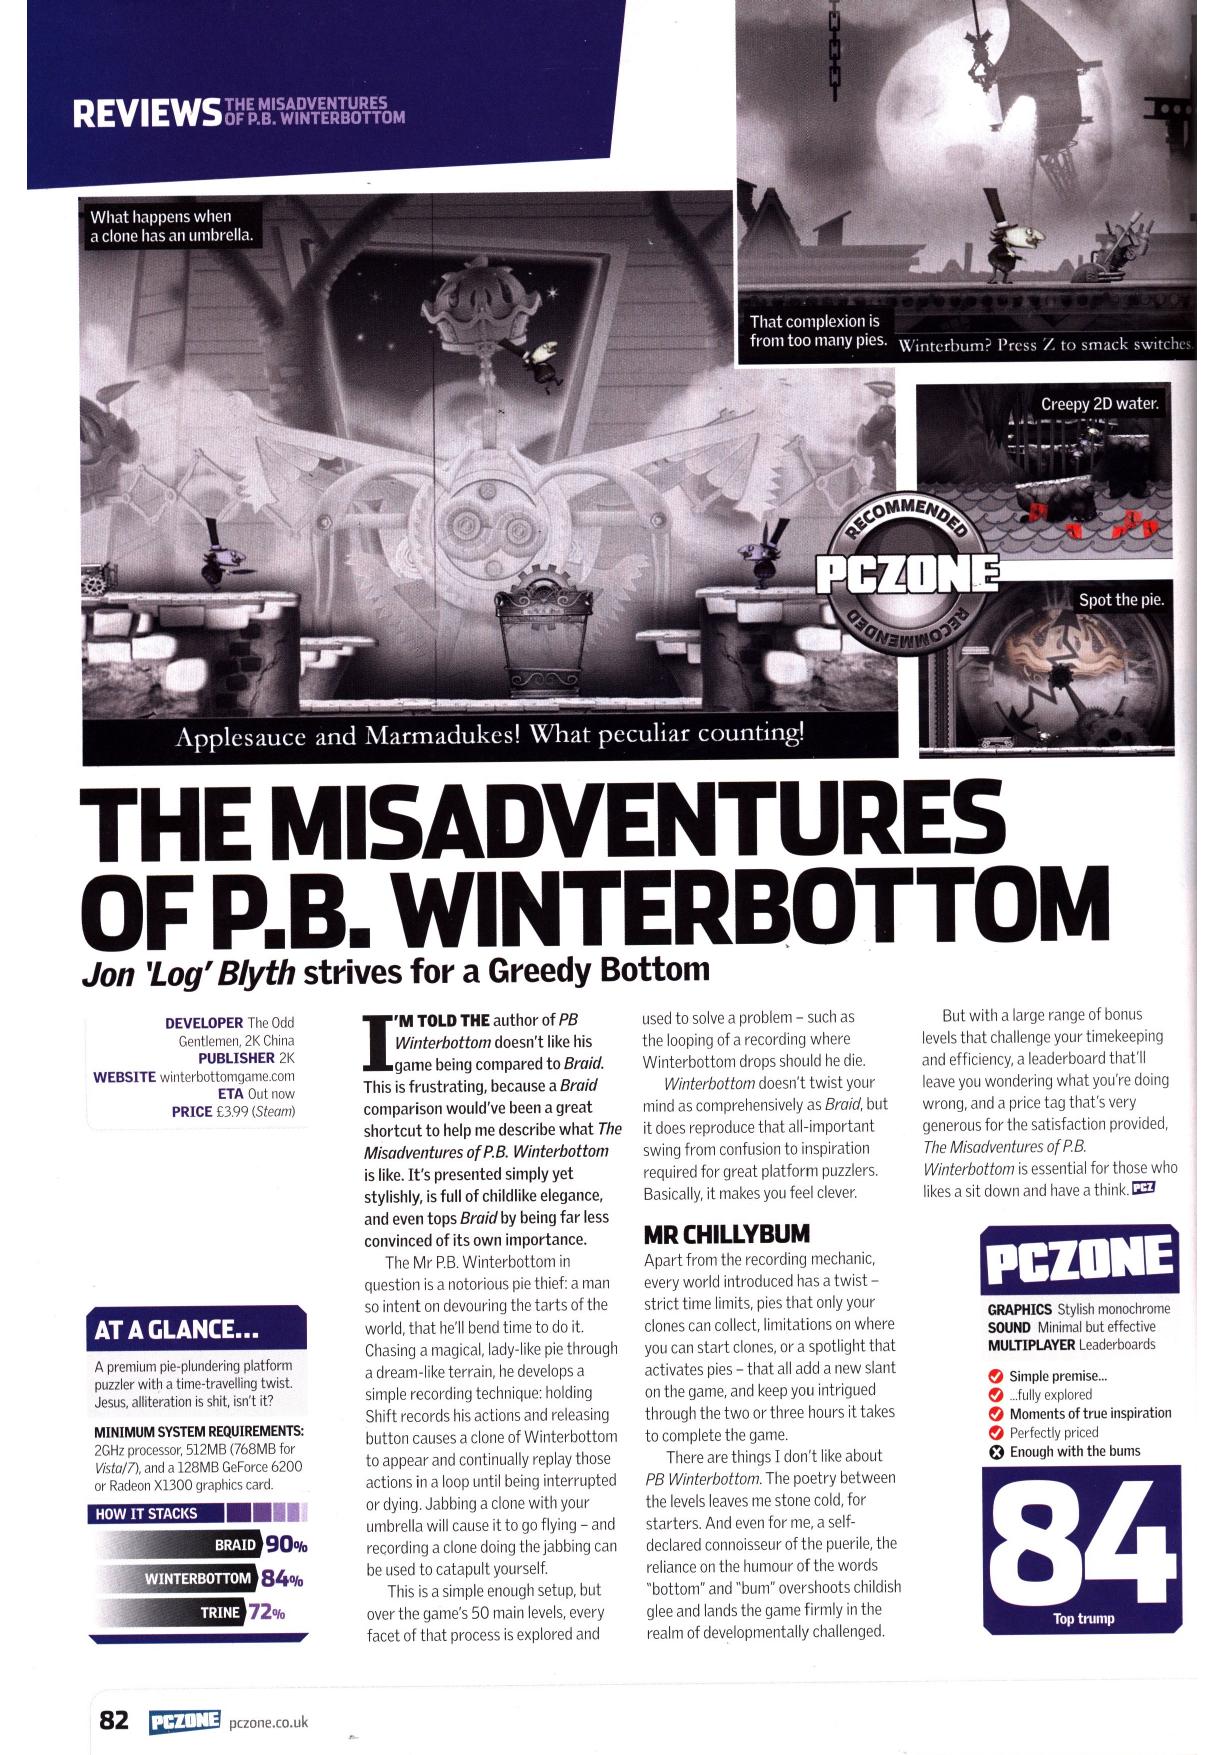 REVIEWS THE MISADVENTURES
OF P.B. WINTERBOTTOM
What happens when
a clone has an umbrella.
That complexion is
from too many pies.
Winterbum? Press Z to smack switches.
Creepy 2D water.
RECOMMENDED
PCZONE
RECOMMENDED
Spot the pie.
Applesauce and Marmadukes! What peculiar counting!
THE MISADVENTURES
OF P.B. WINTERBOTTOM
Jon 'Log' Blyth strives for a Greedy Bottom
DEVELOPER The Odd
Gentlemen, 2K China
PUBLISHER 2K
WEBSITE winterbottomgame.com
ETA Out now
PRICE £3.99 (Steam)
AT A GLANCE...
A premium pie-plundering platform
puzzler with a time-travelling twist.
Jesus, alliteration is shit, isn't it?
MINIMUM SYSTEM REQUIREMENTS:
2GHz processor, 512MB (768MB for
Vista/7), and a 128MB GeForce 6200
or Radeon X1300 graphics card.
HOW IT STACKS
BRAID 90%
WINTERBOTTOM 84%
TRINE 72%
I'M TOLD THE author of PB
Winterbottom doesn't like his
game being compared to Braid.
This is frustrating, because a Braid
comparison would've been a great
shortcut to help me describe what The
Misadventures of P.B. Winterbottom
is like. It's presented simply yet
stylishly, is full of childlike elegance,
and even tops Braid by being far less
convinced of its own importance.
The Mr P.B. Winterbottom in
question is a notorious pie thief: a man
so intent on devouring the tarts of the
world, that he'll bend time to do it.
Chasing a magical, lady-like pie through
a dream-like terrain, he develops a
simple recording technique: holding
Shift records his actions and releasing
button causes a clone of Winterbottom
to appear and continually replay those
actions in a loop until being interrupted
or dying. Jabbing a clone with your
umbrella will cause it to go flying – and
recording a clone doing the jabbing can
be used to catapult yourself.
This is a simple enough setup, but
over the game's 50 main levels, every
facet of that process is explored and
used to solve a problem – such as
the looping of a recording where
Winterbottom drops should he die.
Winterbottom doesn't twist your
mind as comprehensively as Braid, but
it does reproduce that all-important
swing from confusion to inspiration
required for great platform puzzlers.
Basically, it makes you feel clever.
MR CHILLYBUM
Apart from the recording mechanic,
every world introduced has a twist –
strict time limits, pies that only your
clones can collect, limitations on where
you can start clones, or a spotlight that
activates pies – that all add a new slant
on the game, and keep you intrigued
through the two or three hours it takes
to complete the game.
There are things I don't like about
PB Winterbottom. The poetry between
the levels leaves me stone cold, for
starters. And even for me, a self-
declared connoisseur of the puerile, the
reliance on the humour of the words
"bottom" and "bum" overshoots childish
glee and lands the game firmly in the
realm of developmentally challenged.
But with a large range of bonus
levels that challenge your timekeeping
and efficiency, a leaderboard that'll
leave you wondering what you're doing
wrong, and a price tag that's very
generous for the satisfaction provided,
The Misadventures of P.B.
Winterbottom is essential for those who
likes a sit down and have a think. PCZ
PCZONE
GRAPHICS Stylish monochrome
SOUND Minimal but effective
MULTIPLAYER Leaderboards
Simple premise...
...fully explored
Moments of true inspiration
Perfectly priced
Enough with the bums
84
Top trump
82 PCZONE pczone.co.uk